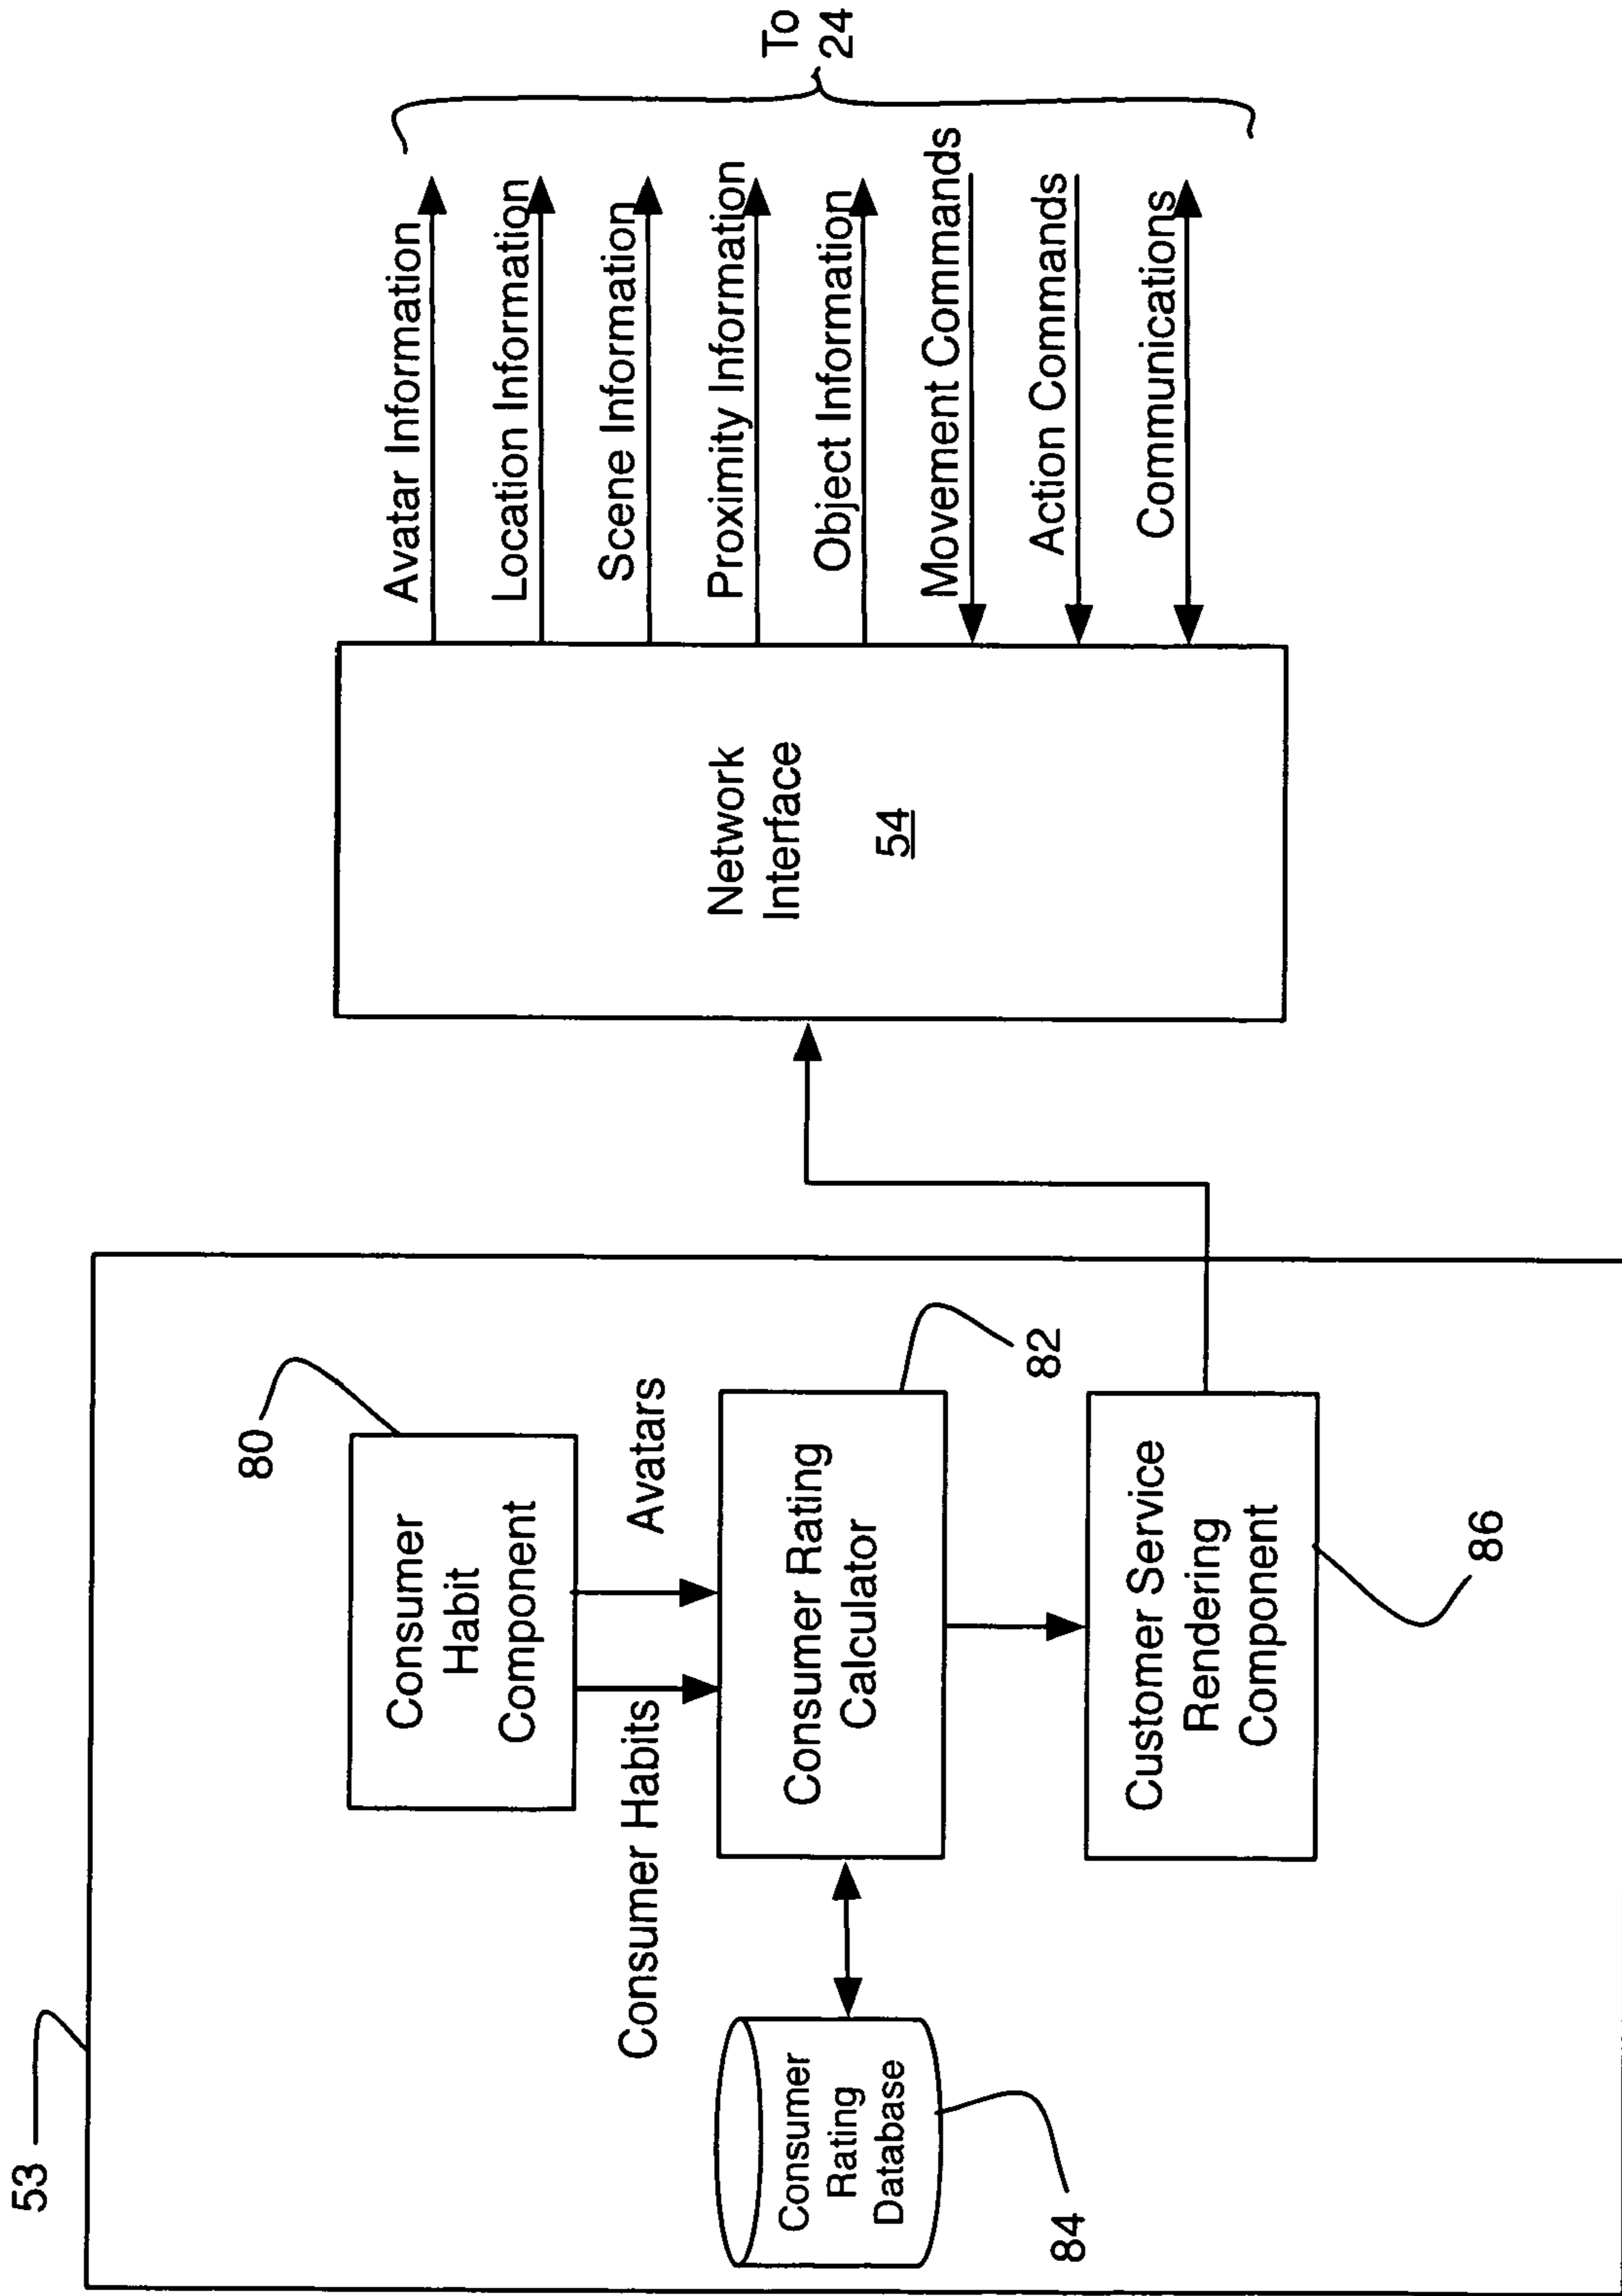 53
80
Consumer
Habit
Component
Consumer Habits
Avatars
Consumer
Rating
Database
84
Consumer Rating
Calculator
82
Customer Service
Rendering
Component
86
Network
Interface
54
Avatar Information
Location Information
Scene Information
Proximity Information
Object Information
Movement Commands
Action Commands
Communications
To
24